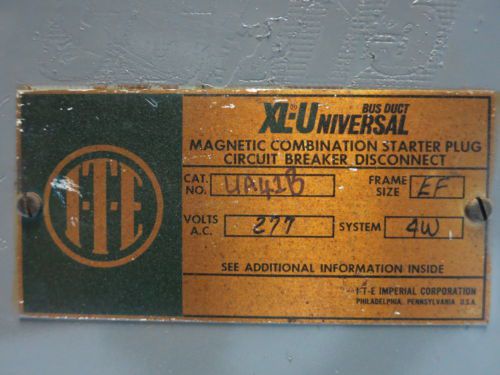 I-T-E
XL-UNIVERSAL BUS DUCT
MAGNETIC COMBINATION STARTER PLUG
CIRCUIT BREAKER DISCONNECT
CAT. NO. UA41B FRAME SIZE EF
VOLTS A.C. 277 SYSTEM 4W
SEE ADDITIONAL INFORMATION INSIDE
I-T-E IMPERIAL CORPORATION
PHILADELPHIA, PENNSYLVANIA U.S.A.